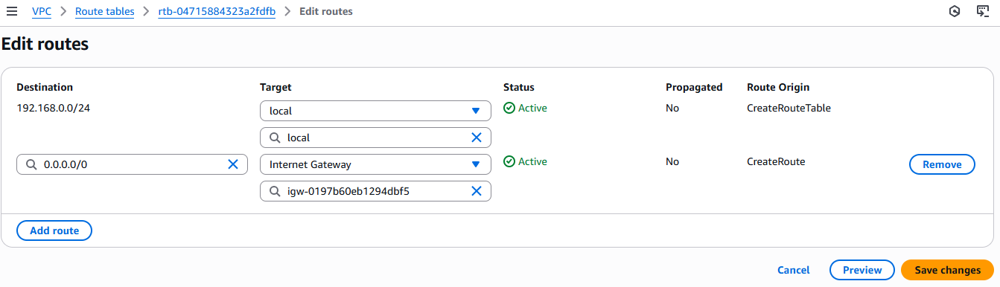 VPC > Route tables > rtb-04715884323a2fdfb > Edit routes
Edit routes
Destination Target Status Propagated Route Origin
192.168.0.0/24 local Active No CreateRouteTable
local
0.0.0.0/0 Internet Gateway Active No CreateRoute Remove
igw-0197b60eb1294dbf5
Add route
Cancel Preview Save changes